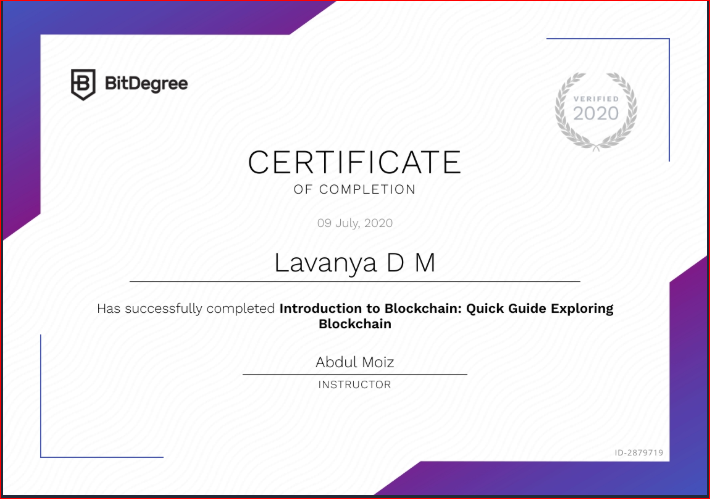 BitDegree
VERIFIED
2020
CERTIFICATE
OF COMPLETION
09 July, 2020
Lavanya D M
Has successfully completed Introduction to Blockchain: Quick Guide Exploring
Blockchain
Abdul Moiz
INSTRUCTOR
ID-2879719